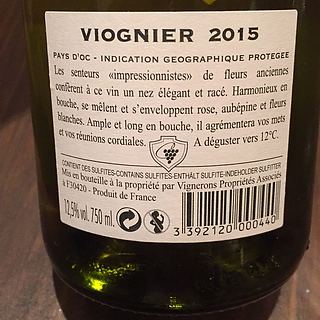 VIOGNIER 2015
PAYS D'OC - INDICATION GEOGRAPHIQUE PROTEGEE
Les senteurs «impressionnistes» de fleurs anciennes
confèrent à ce vin un nez élégant et racé. Harmonieux en
bouche, se mêlent et s'enveloppent rose, aubépine et fleurs
blanches. Ample et long en bouche, il agrémentera vos mets
et vos réunions cordiales. A déguster vers 12°C.
CONTIENT DES SULFITES-CONTAINS SULFITES-ENTHÄLT SULFITE-INDEHOLDER SULFITTER
Mis en bouteille à la propriété par Vignerons Propriétés Associés
à F30420 - Produit de France
12,5% vol. 750 ml.
3 392120 000440